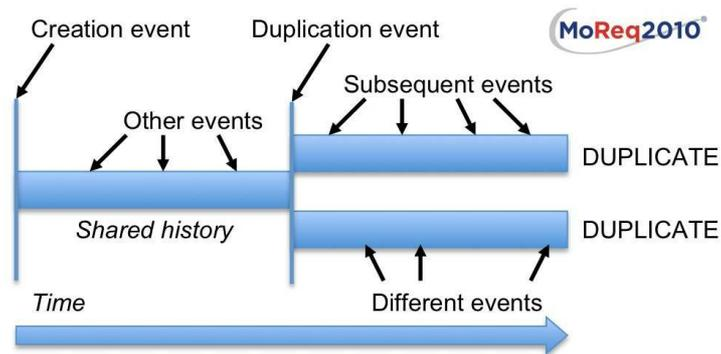 Creation event
Duplication event
MoReq2010®
Subsequent events
Other events
DUPLICATE
Shared history
DUPLICATE
Time
Different events